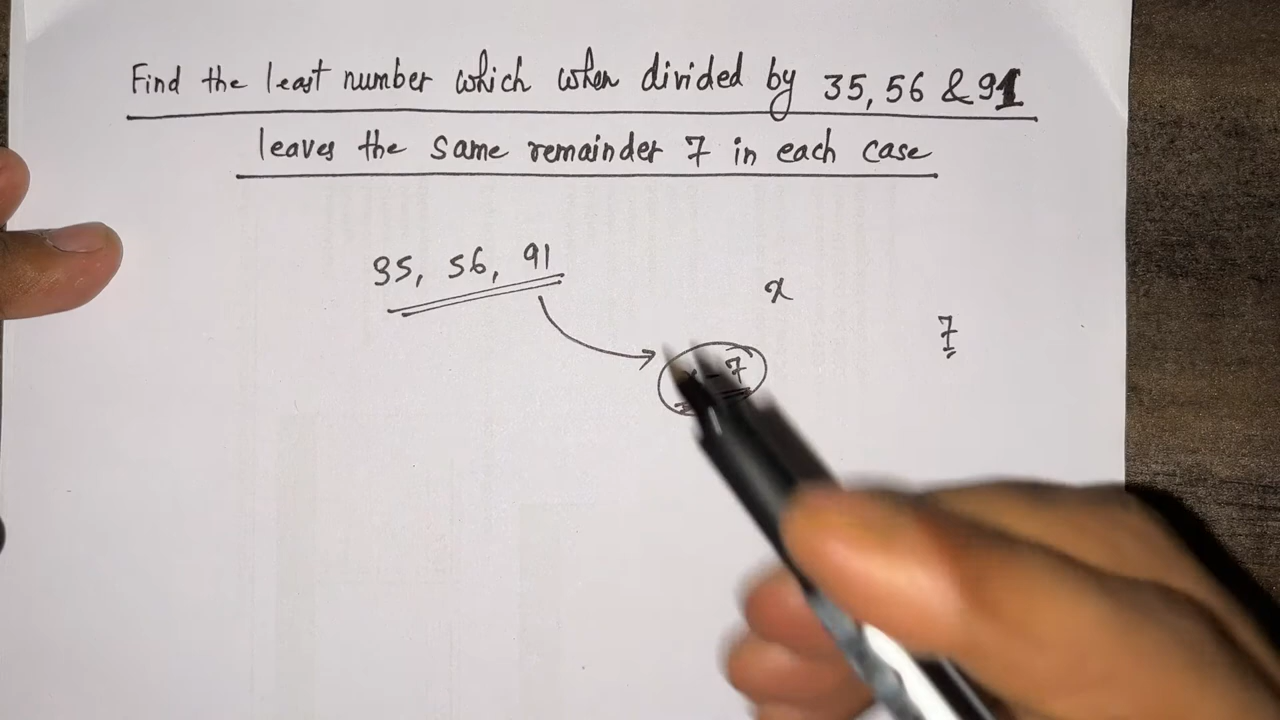 Find the least number which when divided by 35, 56 & 91
leaves the same remainder 7 in each case
35, 56, 91
x
7
- 7